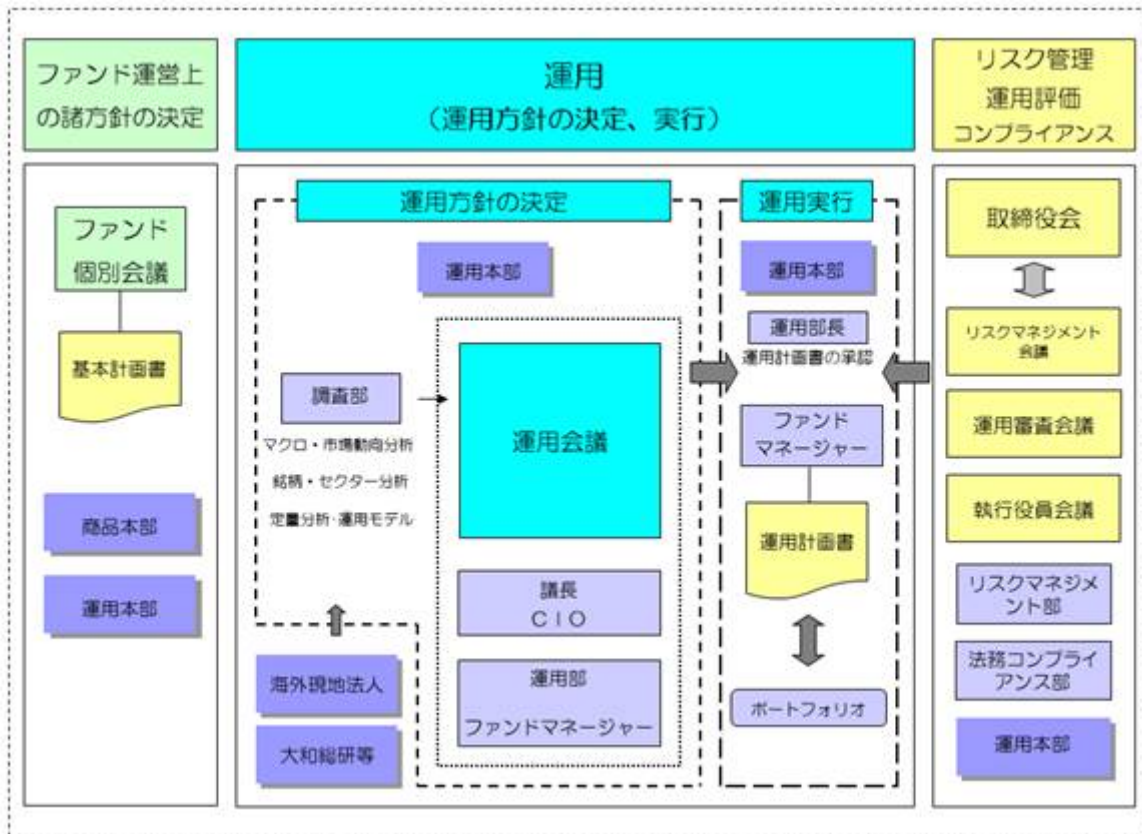 ファンド運営上
の諸方針の決定
運用
（運用方針の決定、実行）
リスク管理
運用評価
コンプライアンス
ファンド
個別会議
基本計画書
商品本部
運用本部
運用方針の決定
運用本部
調査部
マクロ・市場動向分析
銘柄・セクター分析
定量分析・運用モデル
海外現地法人
大和総研等
運用会議
議長
ＣＩＯ
運用部
ファンドマネージャー
運用実行
運用本部
運用部長
運用計画書の承認
ファンド
マネージャー
運用計画書
ポートフォリオ
取締役会
リスクマネジメント
会議
運用審査会議
執行役員会議
リスクマネジメ
ント部
法務コンプライ
アンス部
運用本部